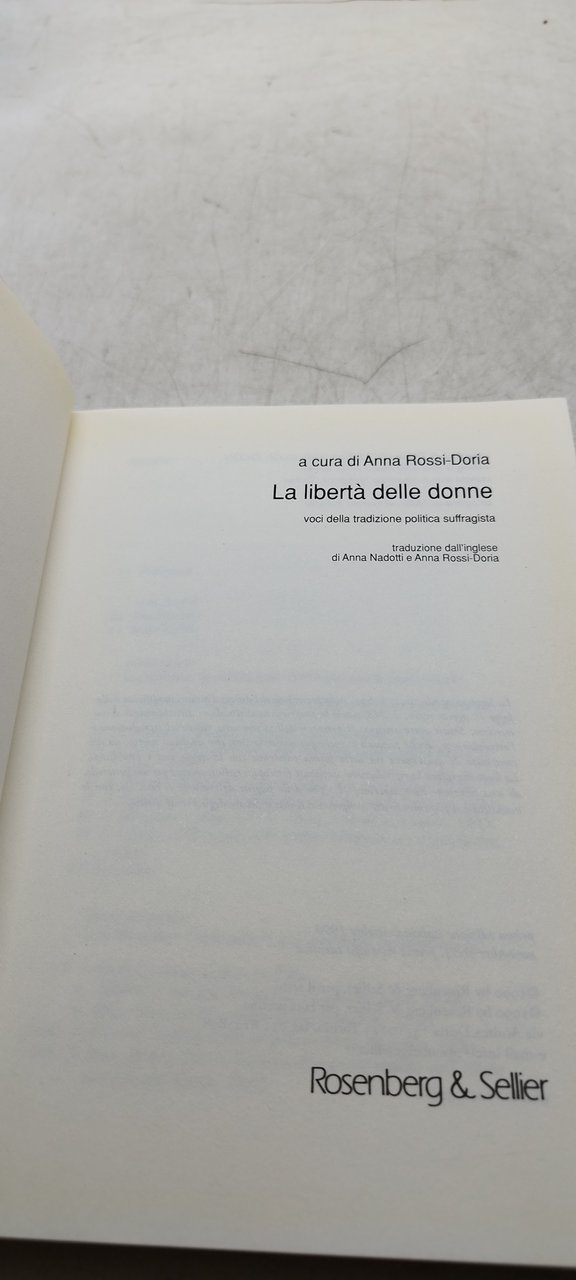 a cura di Anna Rossi-Doria
La libertà delle donne
voci della tradizione politica suffragista
traduzione dall'inglese
di Anna Nadotti e Anna Rossi-Doria
Rosenberg & Sellier